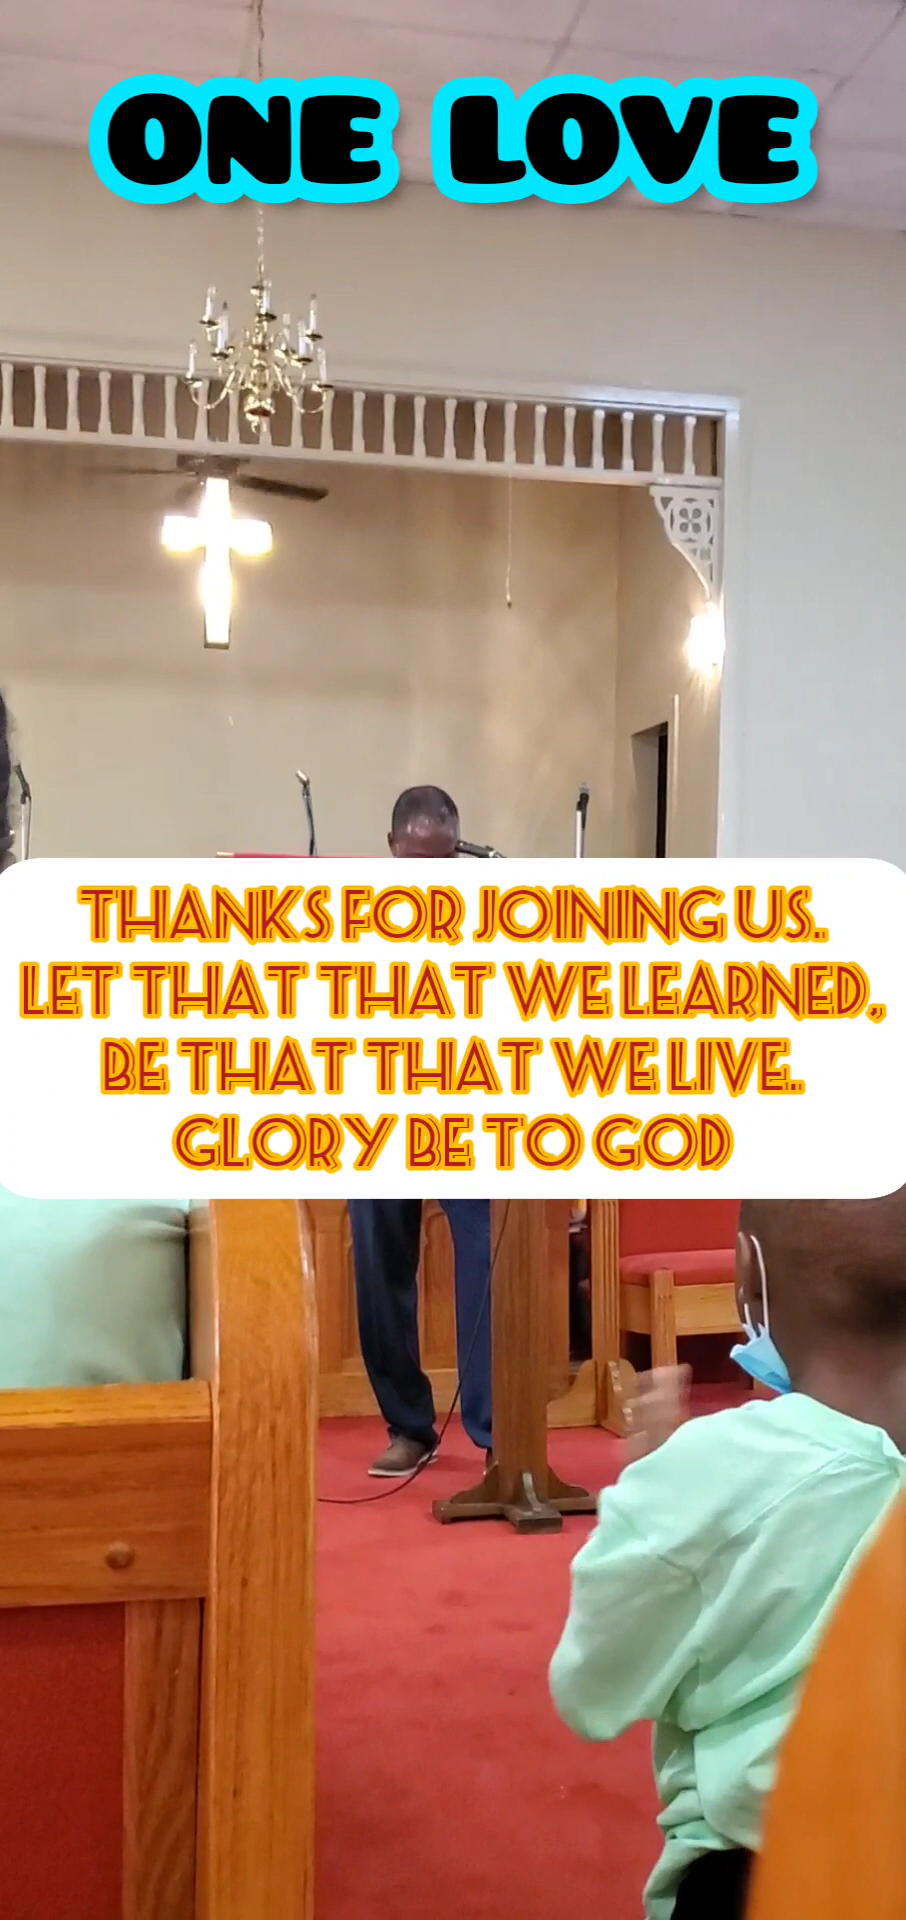 ONE LOVE
THANKS FOR JOINING US.
LET THAT THAT WE LEARNED,
BE THAT THAT WE LIVE.
GLORY BE TO GOD